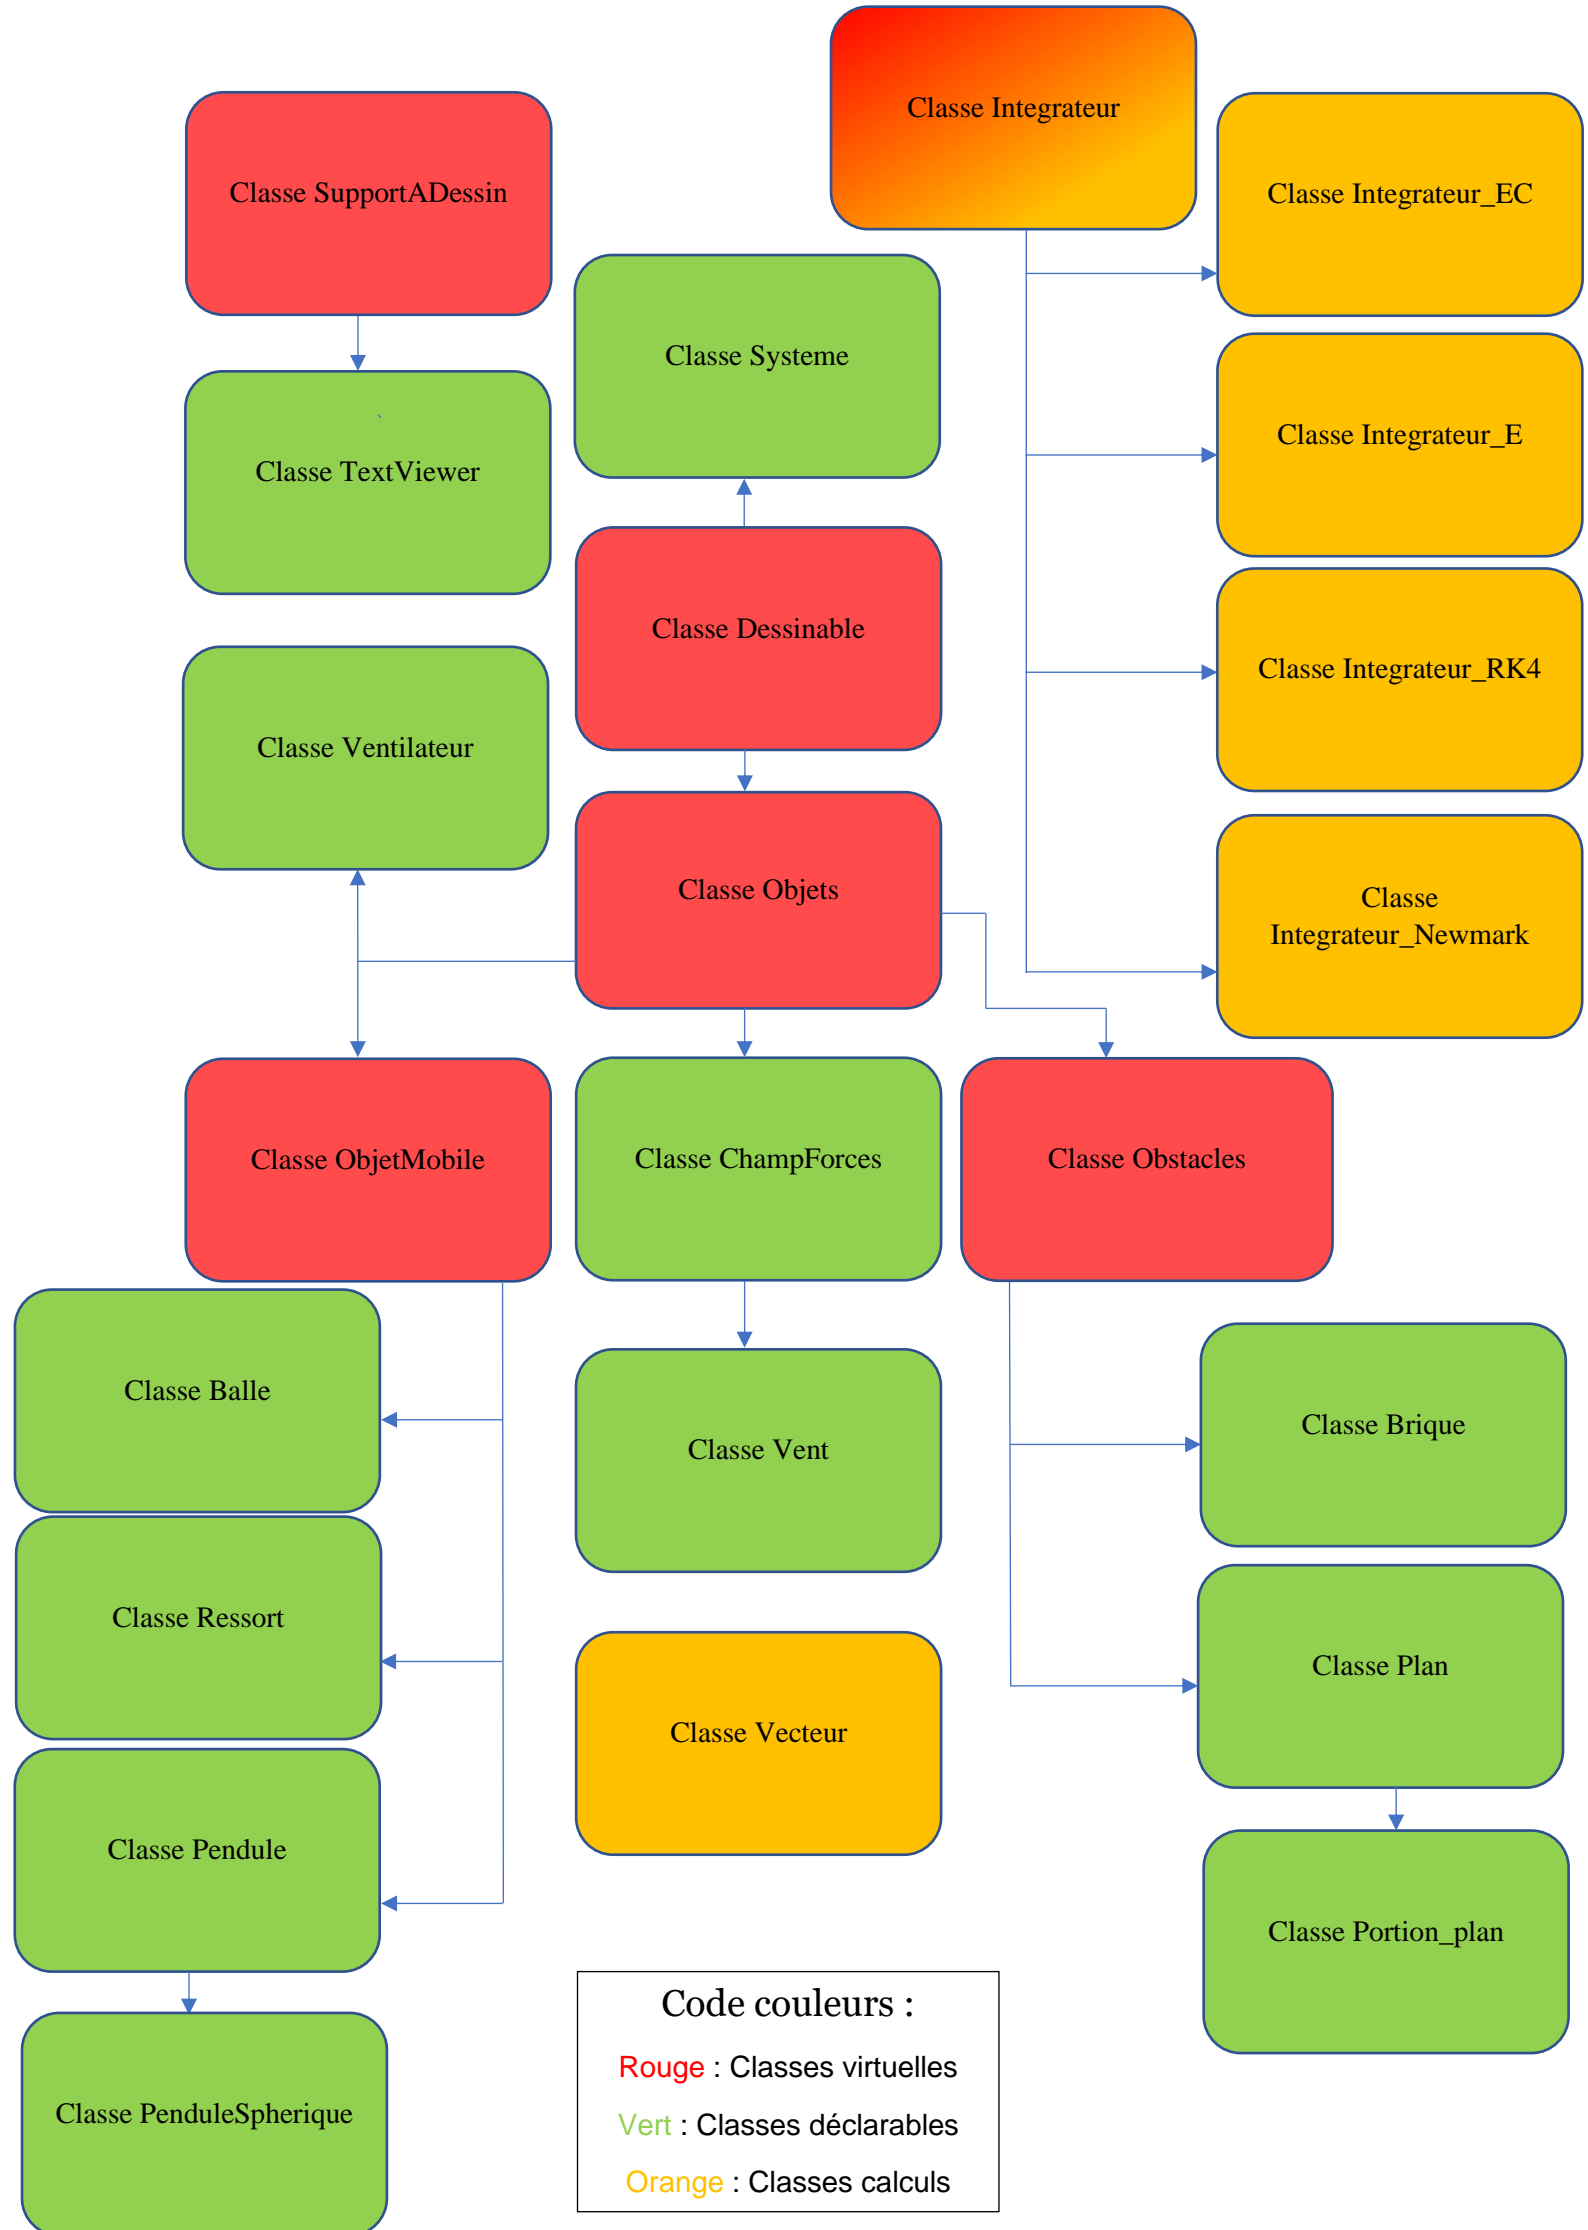 Classe Integrateur
Classe SupportADessin
Classe Integrateur_EC
Classe Systeme
Classe Integrateur_E
`
Classe TextViewer
Classe Dessinable
Classe Integrateur_RK4
Classe Ventilateur
Classe Objets
Classe
Integrateur_Newmark
Classe ObjetMobile
Classe ChampForces
Classe Obstacles
Classe Balle
Classe Vent
Classe Brique
Classe Ressort
Classe Plan
Classe Vecteur
Classe Pendule
Classe Portion_plan
Classe PenduleSpherique
Code couleurs :
Rouge : Classes virtuelles
Vert : Classes déclarables
Orange : Classes calculs